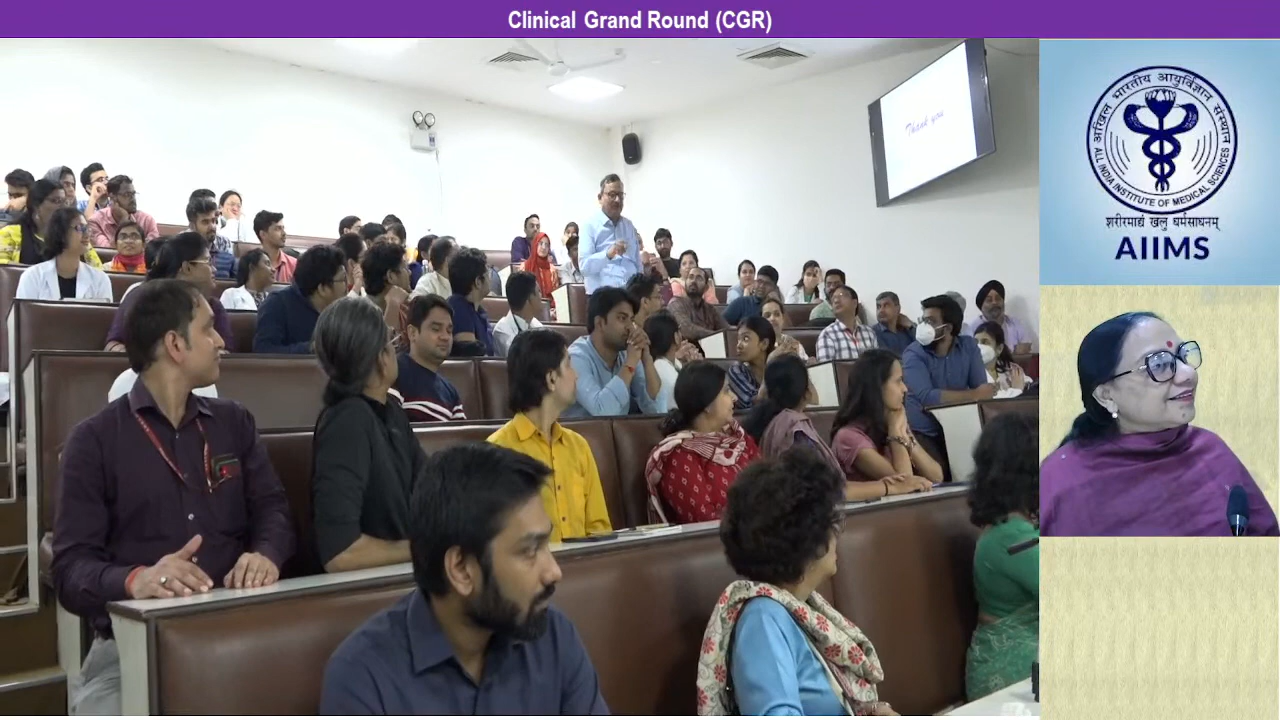 Clinical Grand Round (CGR)
Thank you
अखिल भारतीय आयुर्विज्ञान संस्थान
ALL INDIA INSTITUTE OF MEDICAL SCIENCES
शरीरमाद्यं खलु धर्मसाधनम्
AIIMS